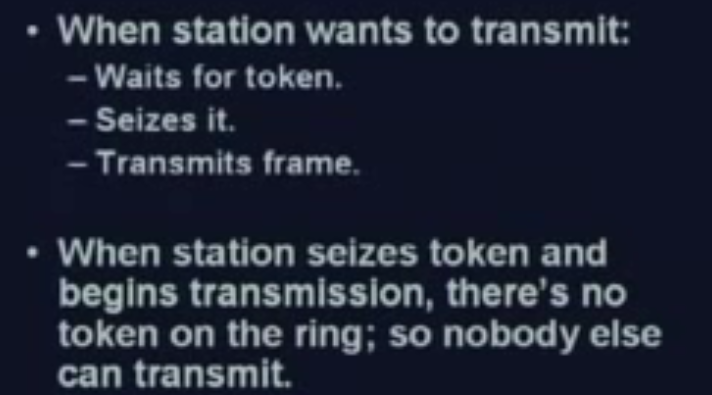 • When station wants to transmit:
– Waits for token.
– Seizes it.
– Transmits frame.
• When station seizes token and
begins transmission, there's no
token on the ring; so nobody else
can transmit.